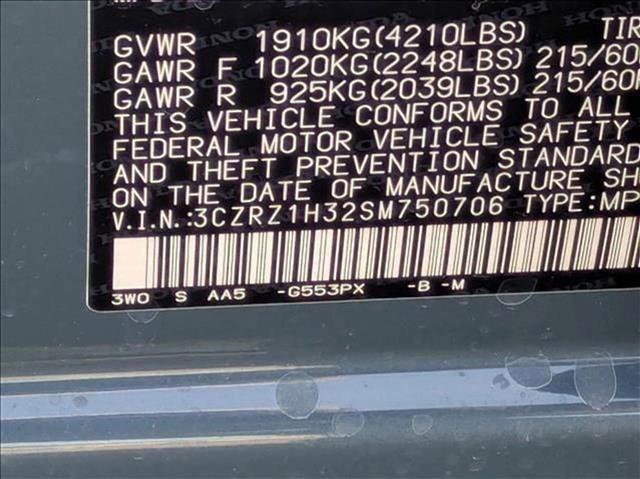 GVWR 1910KG(4210LBS) TIR
GAWR F 1020KG(2248LBS) 215/60
GAWR R 925KG(2039LBS) 215/60
THIS VEHICLE CONFORMS TO ALL
FEDERAL MOTOR VEHICLE SAFETY
AND THEFT PREVENTION STANDARD
ON THE DATE OF MANUFACTURE SH
V.I.N.:3CZRZ1H32SM750706 TYPE:MP
3WO S AA5 -G553PX -B -M